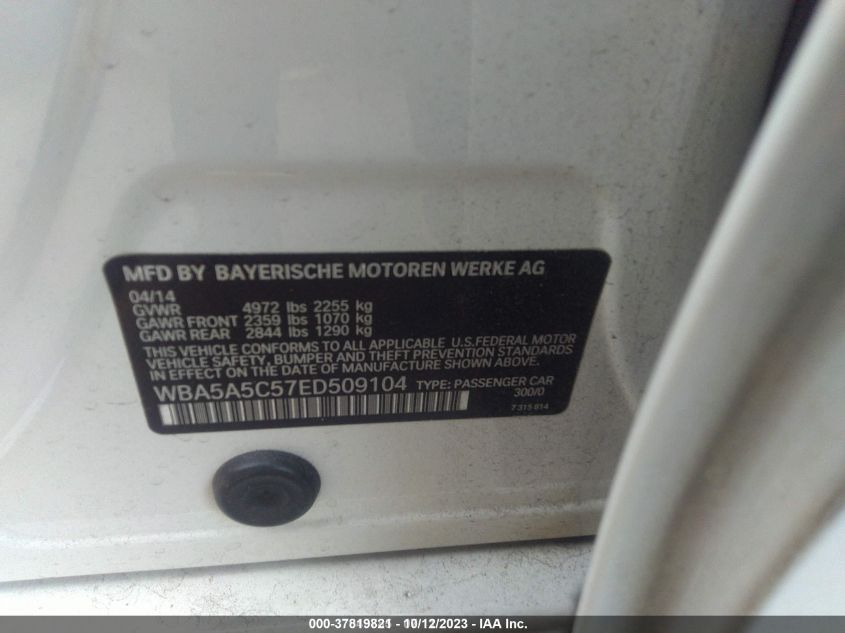 MFD BY BAYERISCHE MOTOREN WERKE AG
04/14
GVWR 4972 lbs 2255 kg
GAWR FRONT 2359 lbs 1070 kg
GAWR REAR 2844 lbs 1290 kg
THIS VEHICLE CONFORMS TO ALL APPLICABLE U.S.FEDERAL MOTOR
VEHICLE SAFETY, BUMPER AND THEFT PREVENTION STANDARDS
IN EFFECT ON THE DATE OF MANUFACTURE SHOWN ABOVE.
WBA5A5C57ED509104 TYPE: PASSENGER CAR
300/0
7 315 814
000-37819821 - 10/12/2023 - IAA Inc.